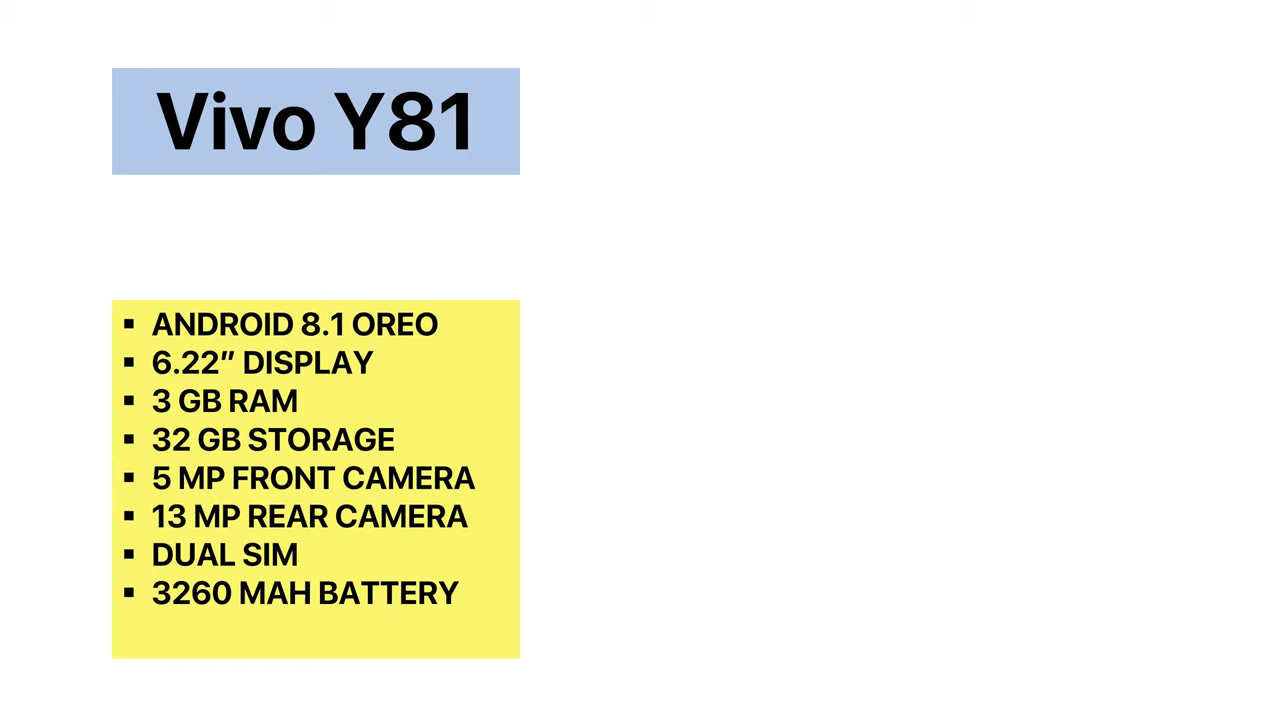 Vivo Y81
▪ ANDROID 8.1 OREO
▪ 6.22″ DISPLAY
▪ 3 GB RAM
▪ 32 GB STORAGE
▪ 5 MP FRONT CAMERA
▪ 13 MP REAR CAMERA
▪ DUAL SIM
▪ 3260 MAH BATTERY